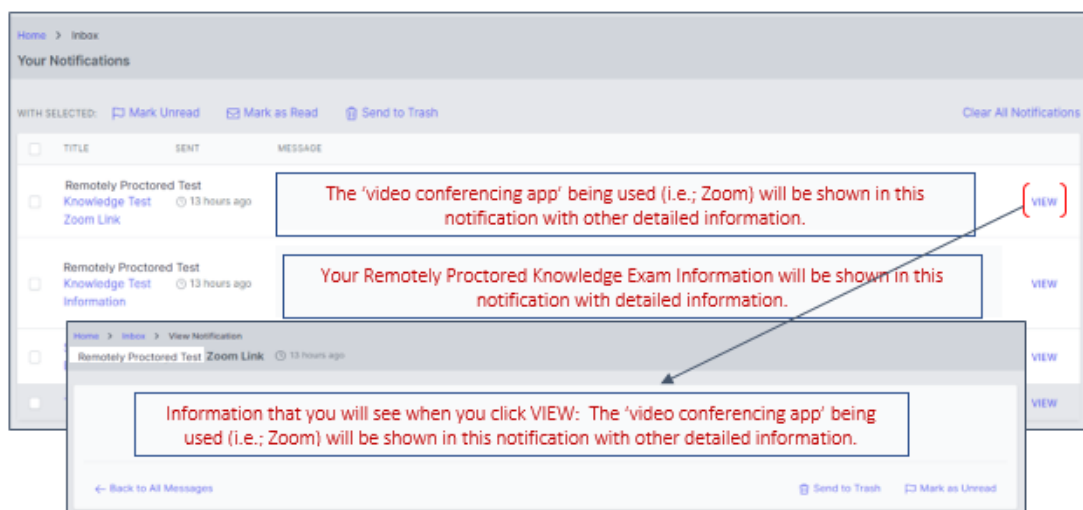 Home > Inbox
Your Notifications
WITH SELECTED: Mark Unread Mark as Read Send to Trash Clear All Notifications
TITLE SENT MESSAGE
Remotely Proctored Test
Knowledge Test 13 hours ago
Zoom Link
The ‘video conferencing app’ being used (i.e.; Zoom) will be shown in this
notification with other detailed information.
VIEW
Remotely Proctored Test
Knowledge Test 13 hours ago
Information
Your Remotely Proctored Knowledge Exam Information will be shown in this
notification with detailed information.
VIEW
VIEW
VIEW
Home > Inbox > View Notification
Remotely Proctored Test Zoom Link 13 hours ago
Information that you will see when you click VIEW: The ‘video conferencing app’ being
used (i.e.; Zoom) will be shown in this notification with other detailed information.
← Back to All Messages Send to Trash Mark as Unread